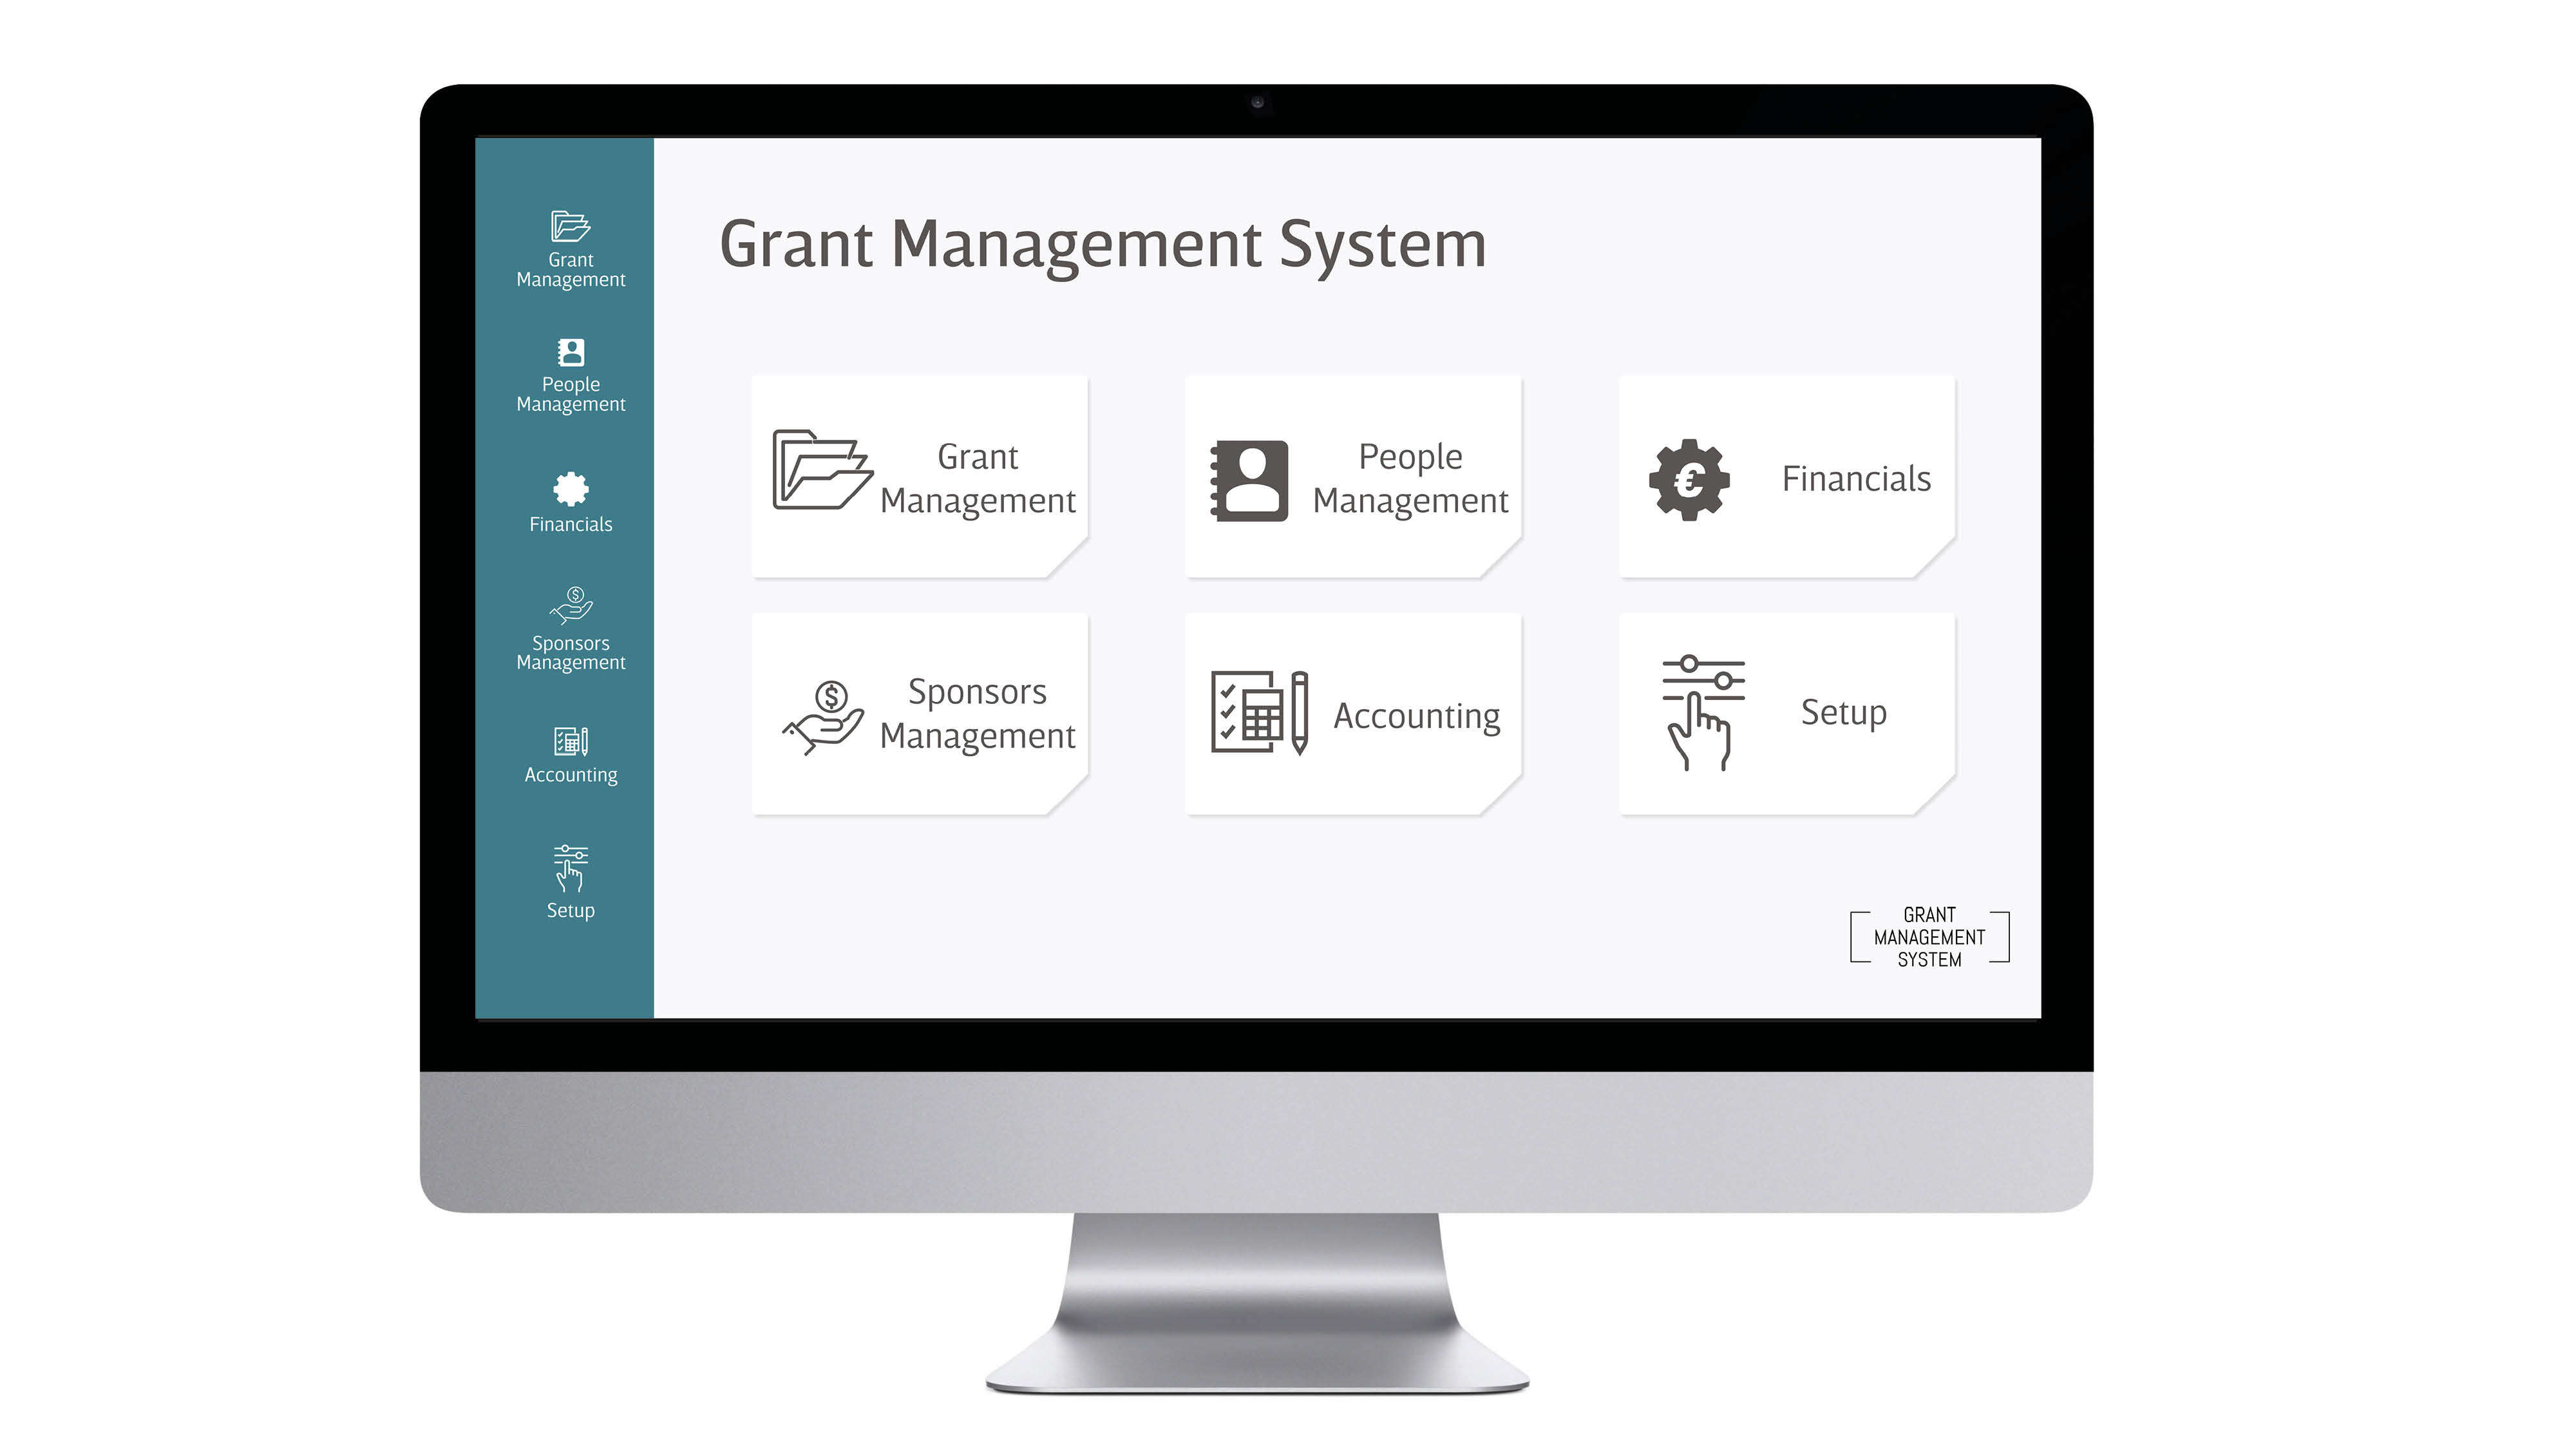 Grant
Management
People
Management
Financials
$
Sponsors
Management
Accounting
Setup
Grant Management System
Grant
Management
People
Management
€
Financials
$
Sponsors
Management
Accounting
Setup
GRANT
MANAGEMENT
SYSTEM